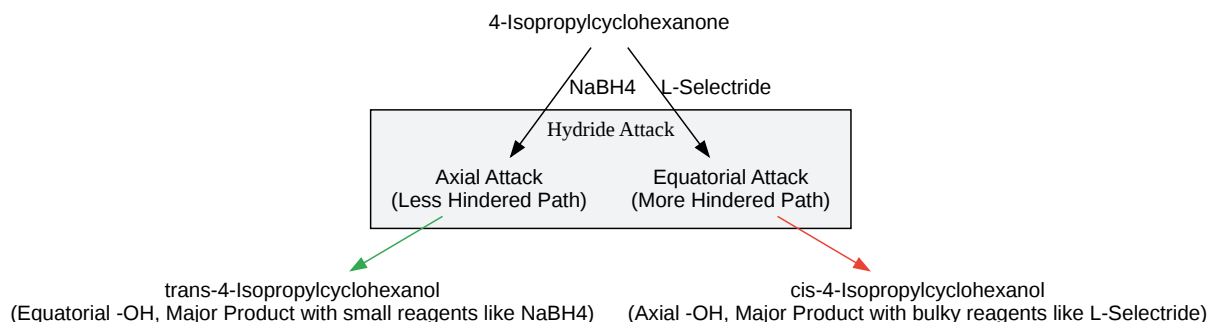 4-Isopropylcyclohexanone
NaBH4
L-Selectride
Hydride Attack
Axial Attack
(Less Hindered Path)
Equatorial Attack
(More Hindered Path)
trans-4-Isopropylcyclohexanol
(Equatorial -OH, Major Product with small reagents like NaBH4)
cis-4-Isopropylcyclohexanol
(Axial -OH, Major Product with bulky reagents like L-Selectride)